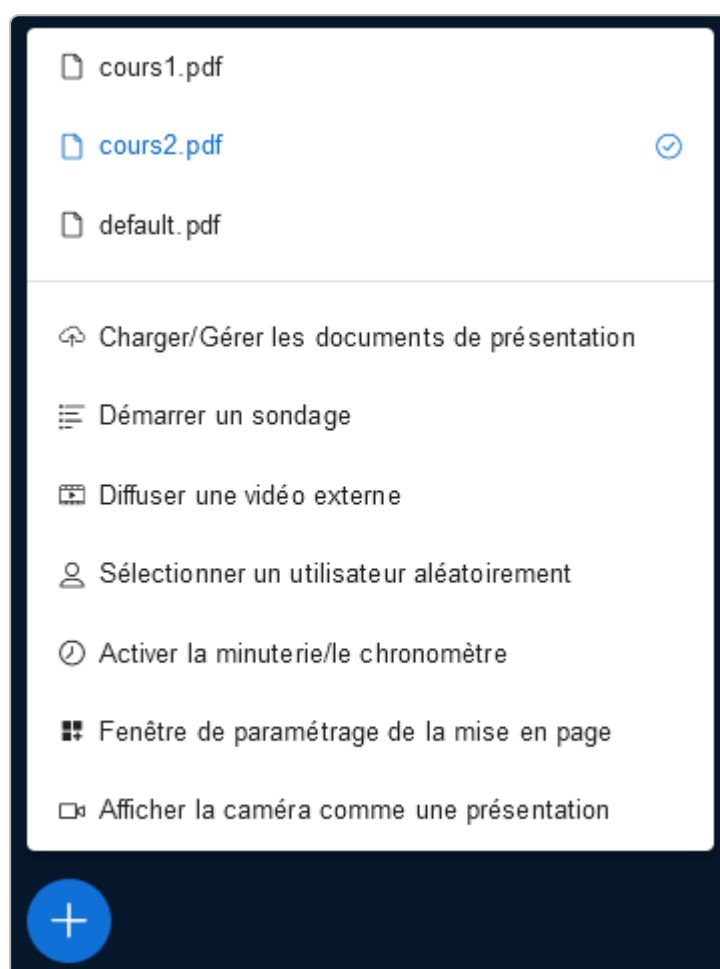 cours1.pdf
cours2.pdf
default.pdf
Charger/Gérer les documents de présentation
Démarrer un sondage
Diffuser une vidéo externe
Sélectionner un utilisateur aléatoirement
Activer la minuterie/le chronomètre
Fenêtre de paramétrage de la mise en page
Afficher la caméra comme une présentation